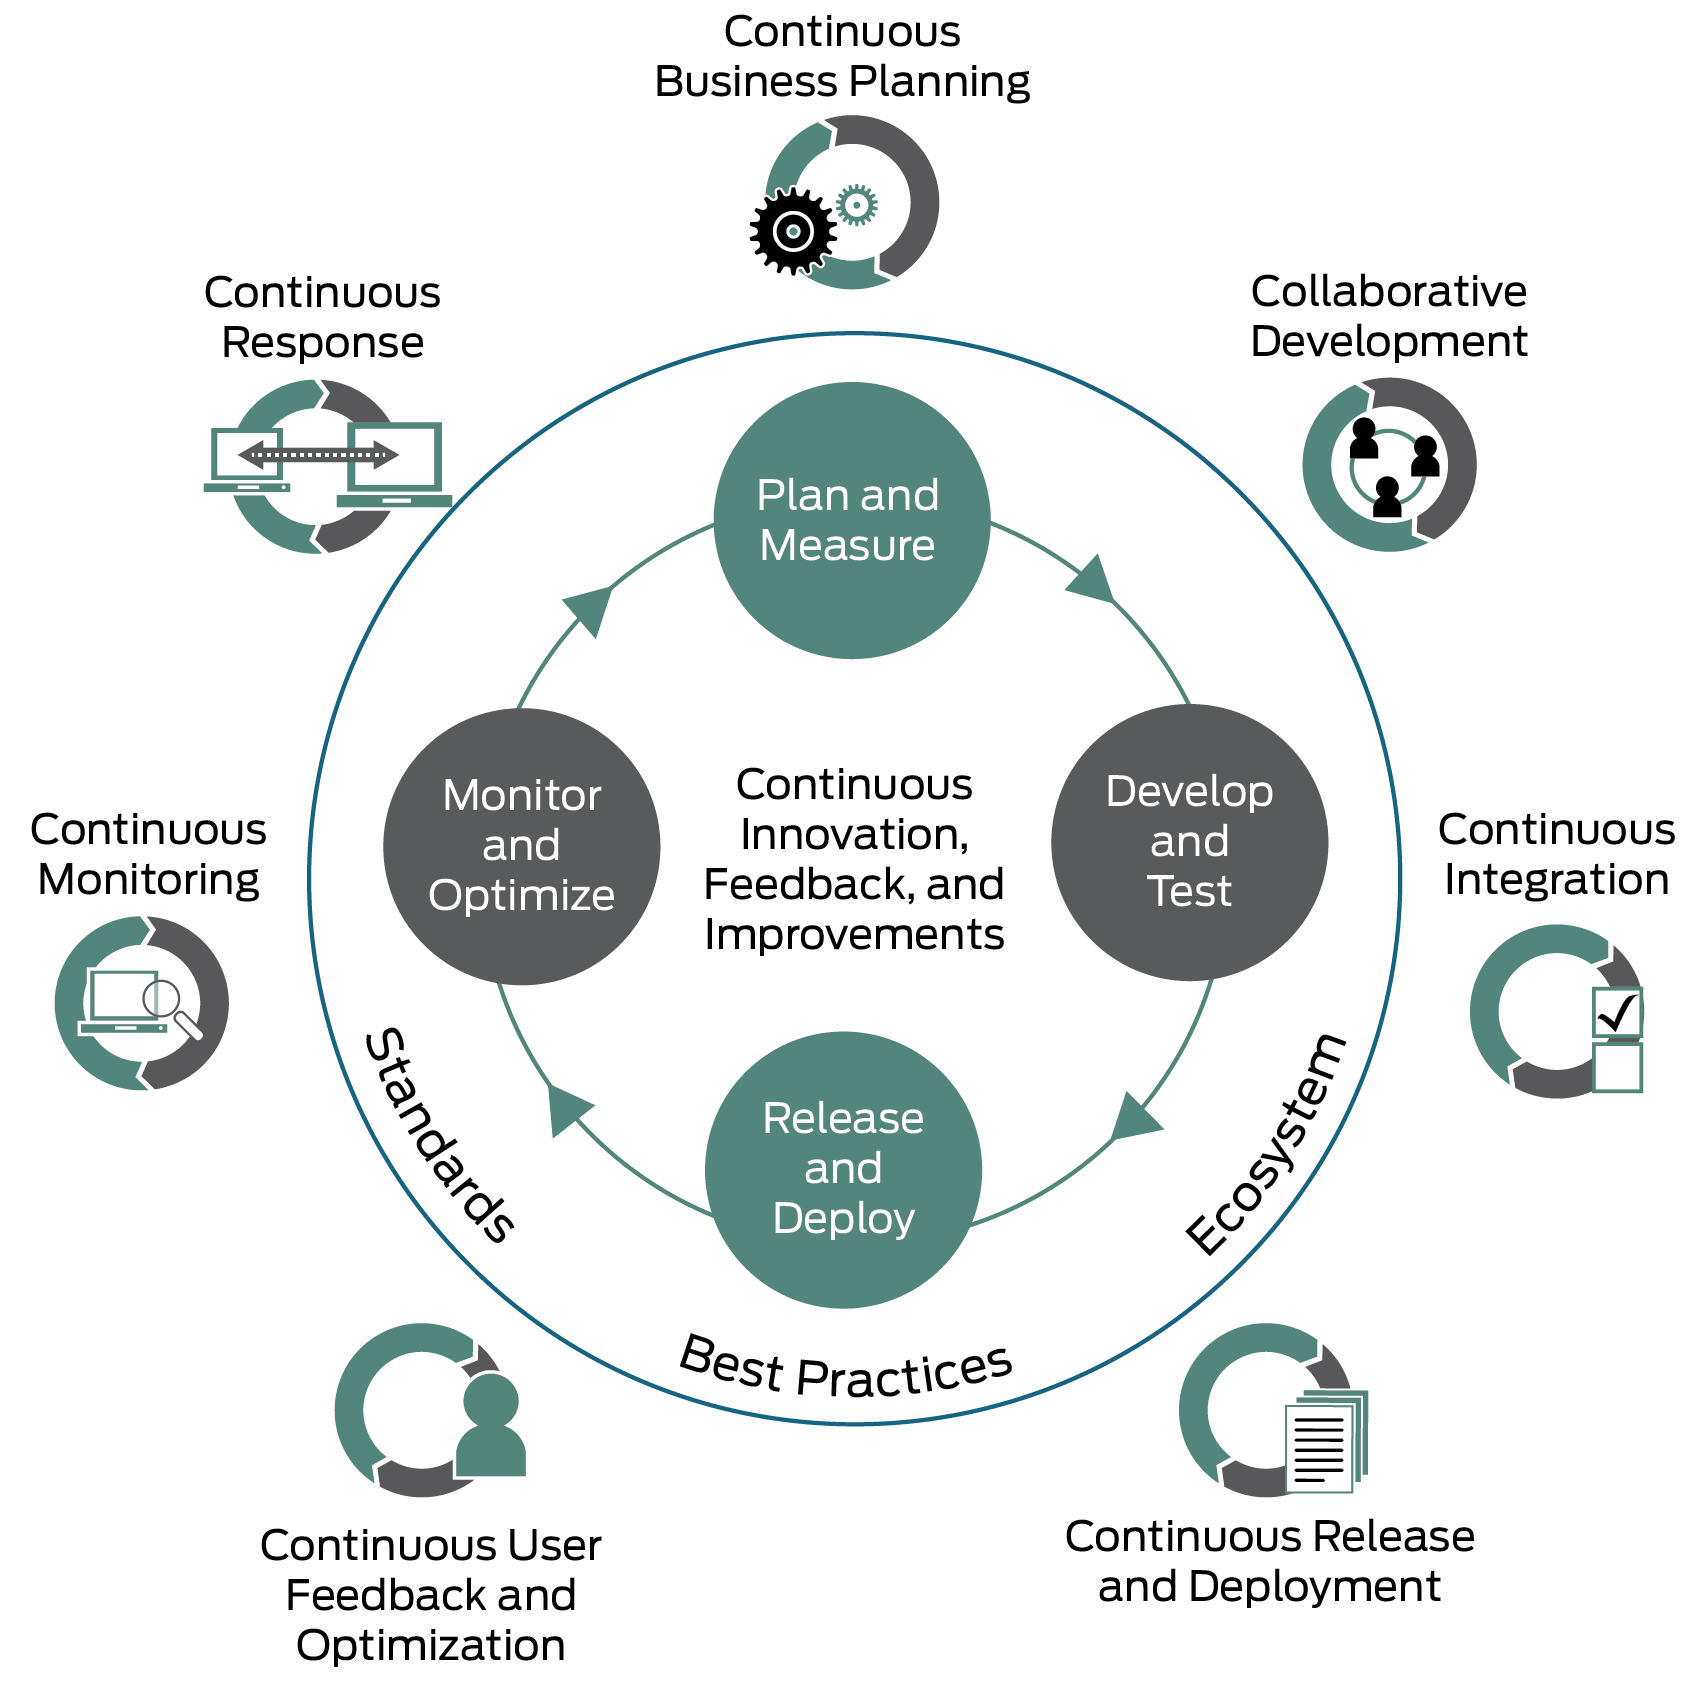 Continuous
Business Planning
Continuous
Response
Collaborative
Development
Plan and
Measure
Monitor
and
Optimize
Continuous
Innovation,
Feedback, and
Improvements
Develop
and
Test
Continuous
Monitoring
Continuous
Integration
Release
and
Deploy
Standards
Best Practices
Ecosystem
Continuous User
Feedback and
Optimization
Continuous Release
and Deployment